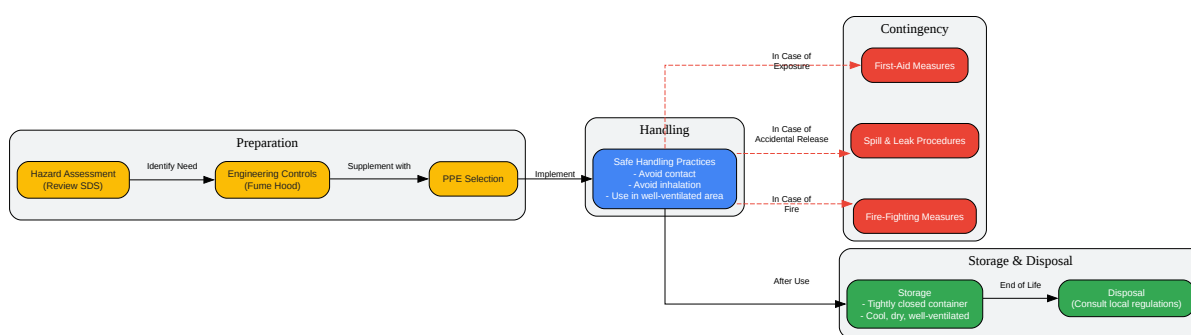 Preparation
Hazard Assessment
(Review SDS)
Identify Need
Engineering Controls
(Fume Hood)
Supplement with
PPE Selection
Implement
Handling
Safe Handling Practices
- Avoid contact
- Avoid inhalation
- Use in well-ventilated area
In Case of
Exposure
In Case of
Accidental Release
In Case of
Fire
Contingency
First-Aid Measures
Spill & Leak Procedures
Fire-Fighting Measures
After Use
Storage & Disposal
Storage
- Tightly closed container
- Cool, dry, well-ventilated
End of Life
Disposal
(Consult local regulations)